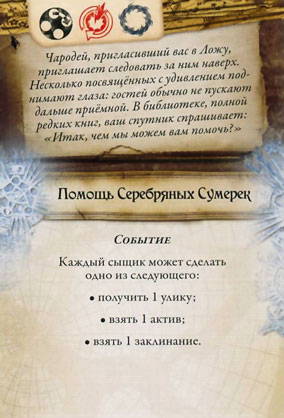 Чародей, пригласивший вас в Ложу,
приглашает следовать за ним наверх.
Несколько посвящённых с удивлением под-
нимают глаза: гостей обычно не пускают
дальше приёмной. В библиотеке, полной
редких книг, ваш спутник спрашивает:
«Итак, чем мы можем вам помочь?»
Помощь Серебряных Сумерек
Событие
Каждый сыщик может сделать
одно из следующего:
• получить 1 улику;
• взять 1 актив;
• взять 1 заклинание.